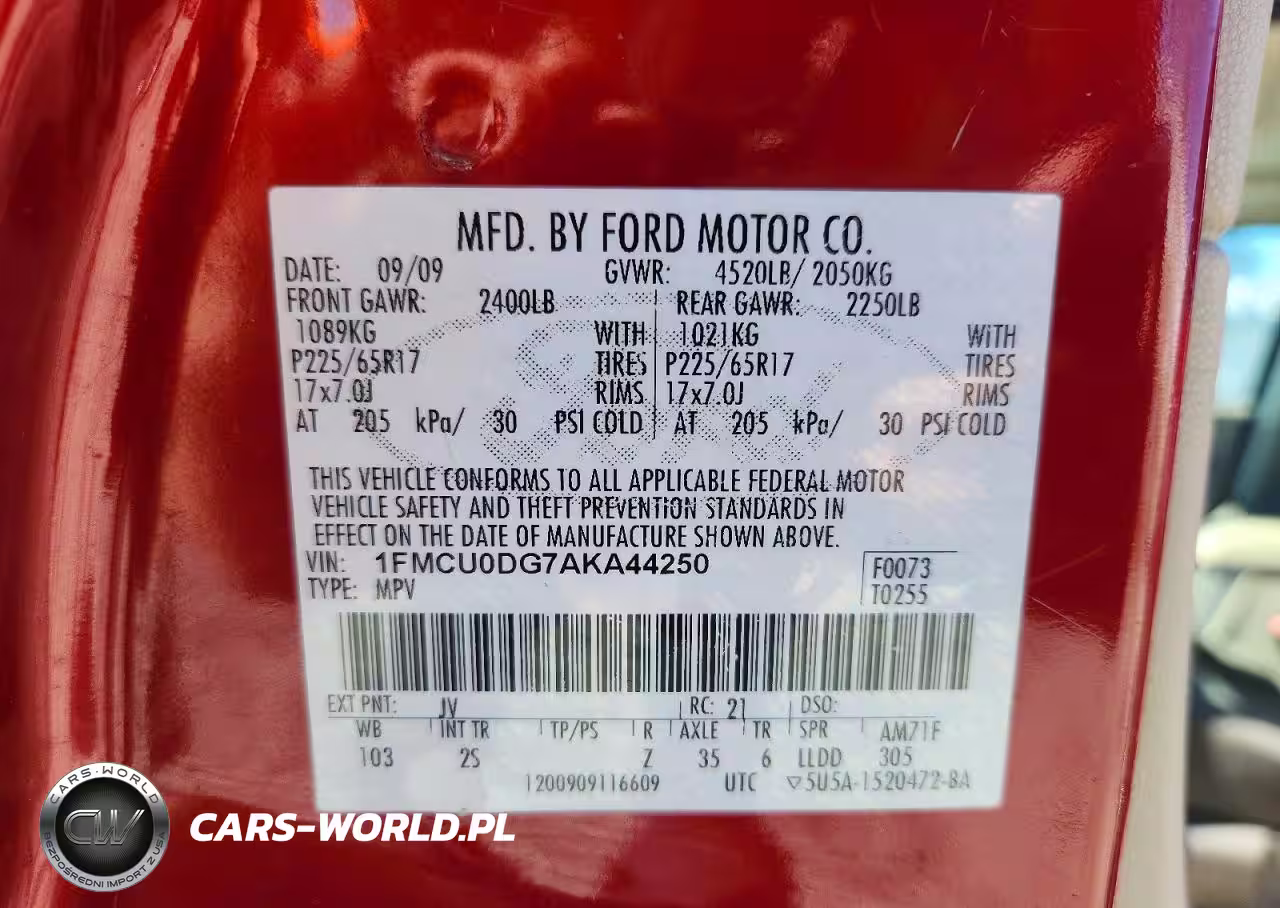 MFD. BY FORD MOTOR CO.
DATE: 09/09 GVWR: 4520LB/ 2050KG
FRONT GAWR: 2400LB REAR GAWR: 2250LB
1089KG WITH 1021KG WITH
P225/65R17 TIRES P225/65R17 TIRES
17x7.0J RIMS 17x7.0J RIMS
AT 205 kPa/ 30 PSI COLD AT 205 kPa/ 30 PSI COLD
THIS VEHICLE CONFORMS TO ALL APPLICABLE FEDERAL MOTOR
VEHICLE SAFETY AND THEFT PREVENTION STANDARDS IN
EFFECT ON THE DATE OF MANUFACTURE SHOWN ABOVE.
VIN: 1FMCU0DG7AKA44250 F0073
TYPE: MPV T0255
EXT PNT: JV RC: 21 DSO:
WB INT TR TP/PS R AXLE TR SPR AM71F
103 2S Z 35 6 LLDD 305
1200909116609 UTC ▽5U5A-1520472-BA
CARS-WORLD
CW
BEZPOŚREDNI IMPORT Z USA
CARS-WORLD.PL